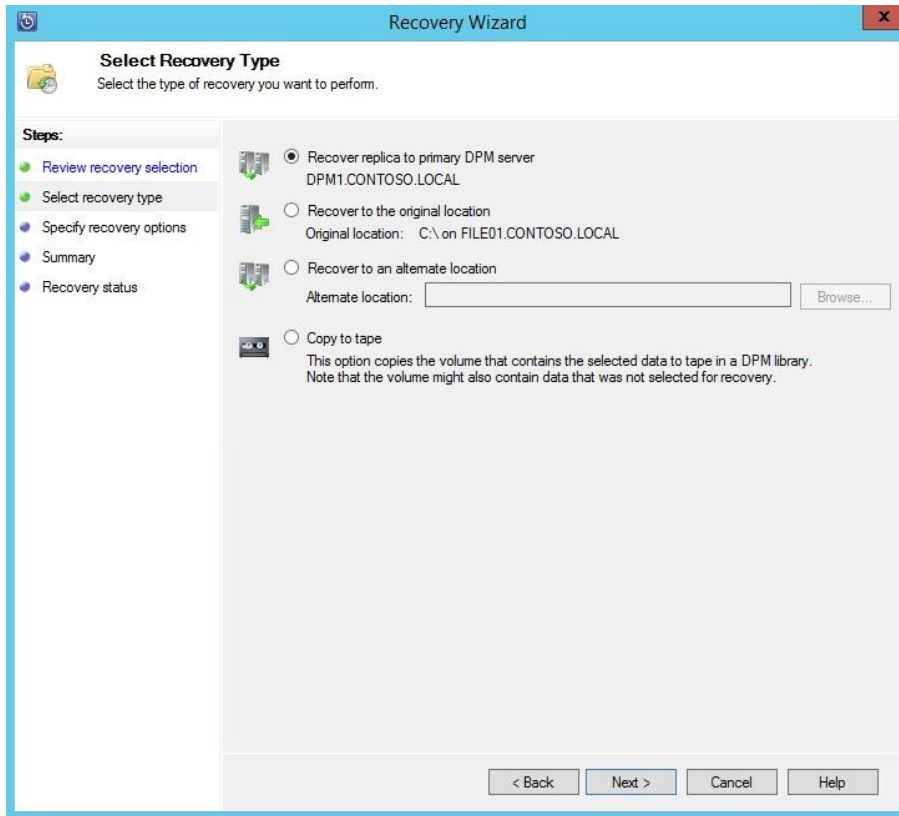 Recovery Wizard
x
Select Recovery Type
Select the type of recovery you want to perform.
Steps:
Review recovery selection
Select recovery type
Specify recovery options
Summary
Recovery status
Recover replica to primary DPM server
DPM1.CONTOSO.LOCAL
Recover to the original location
Original location: C:\ on FILE01.CONTOSO.LOCAL
Recover to an alternate location
Alternate location: Browse...
Copy to tape
This option copies the volume that contains the selected data to tape in a DPM library.
Note that the volume might also contain data that was not selected for recovery.
< Back Next > Cancel Help